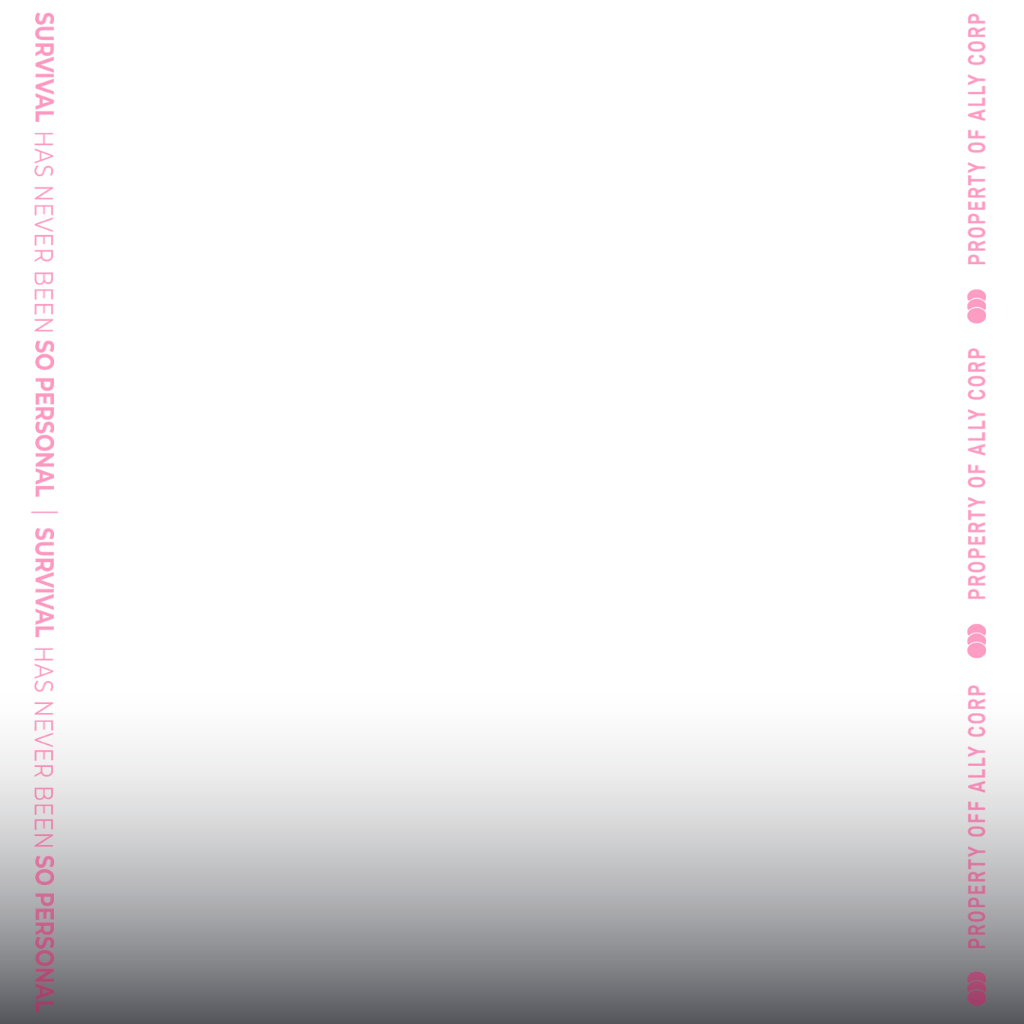 SURVIVAL HAS NEVER BEEN SO PERSONAL | SURVIVAL HAS NEVER BEEN SO PERSONAL
PROPERTY OFF ALLY CORP
PROPERTY OF ALLY CORP
PROPERTY OF ALLY CORP